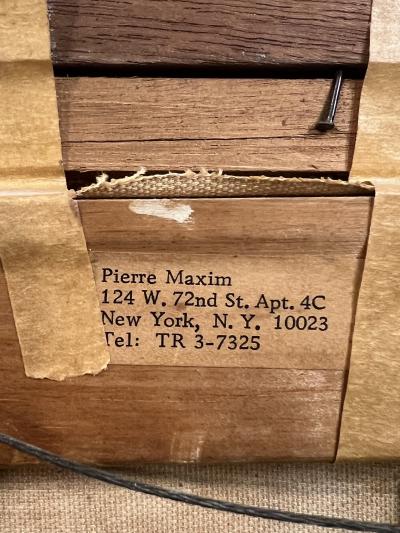 Pierre Maxim
124 W. 72nd St. Apt. 4C
New York, N. Y. 10023
Tel: TR 3-7325